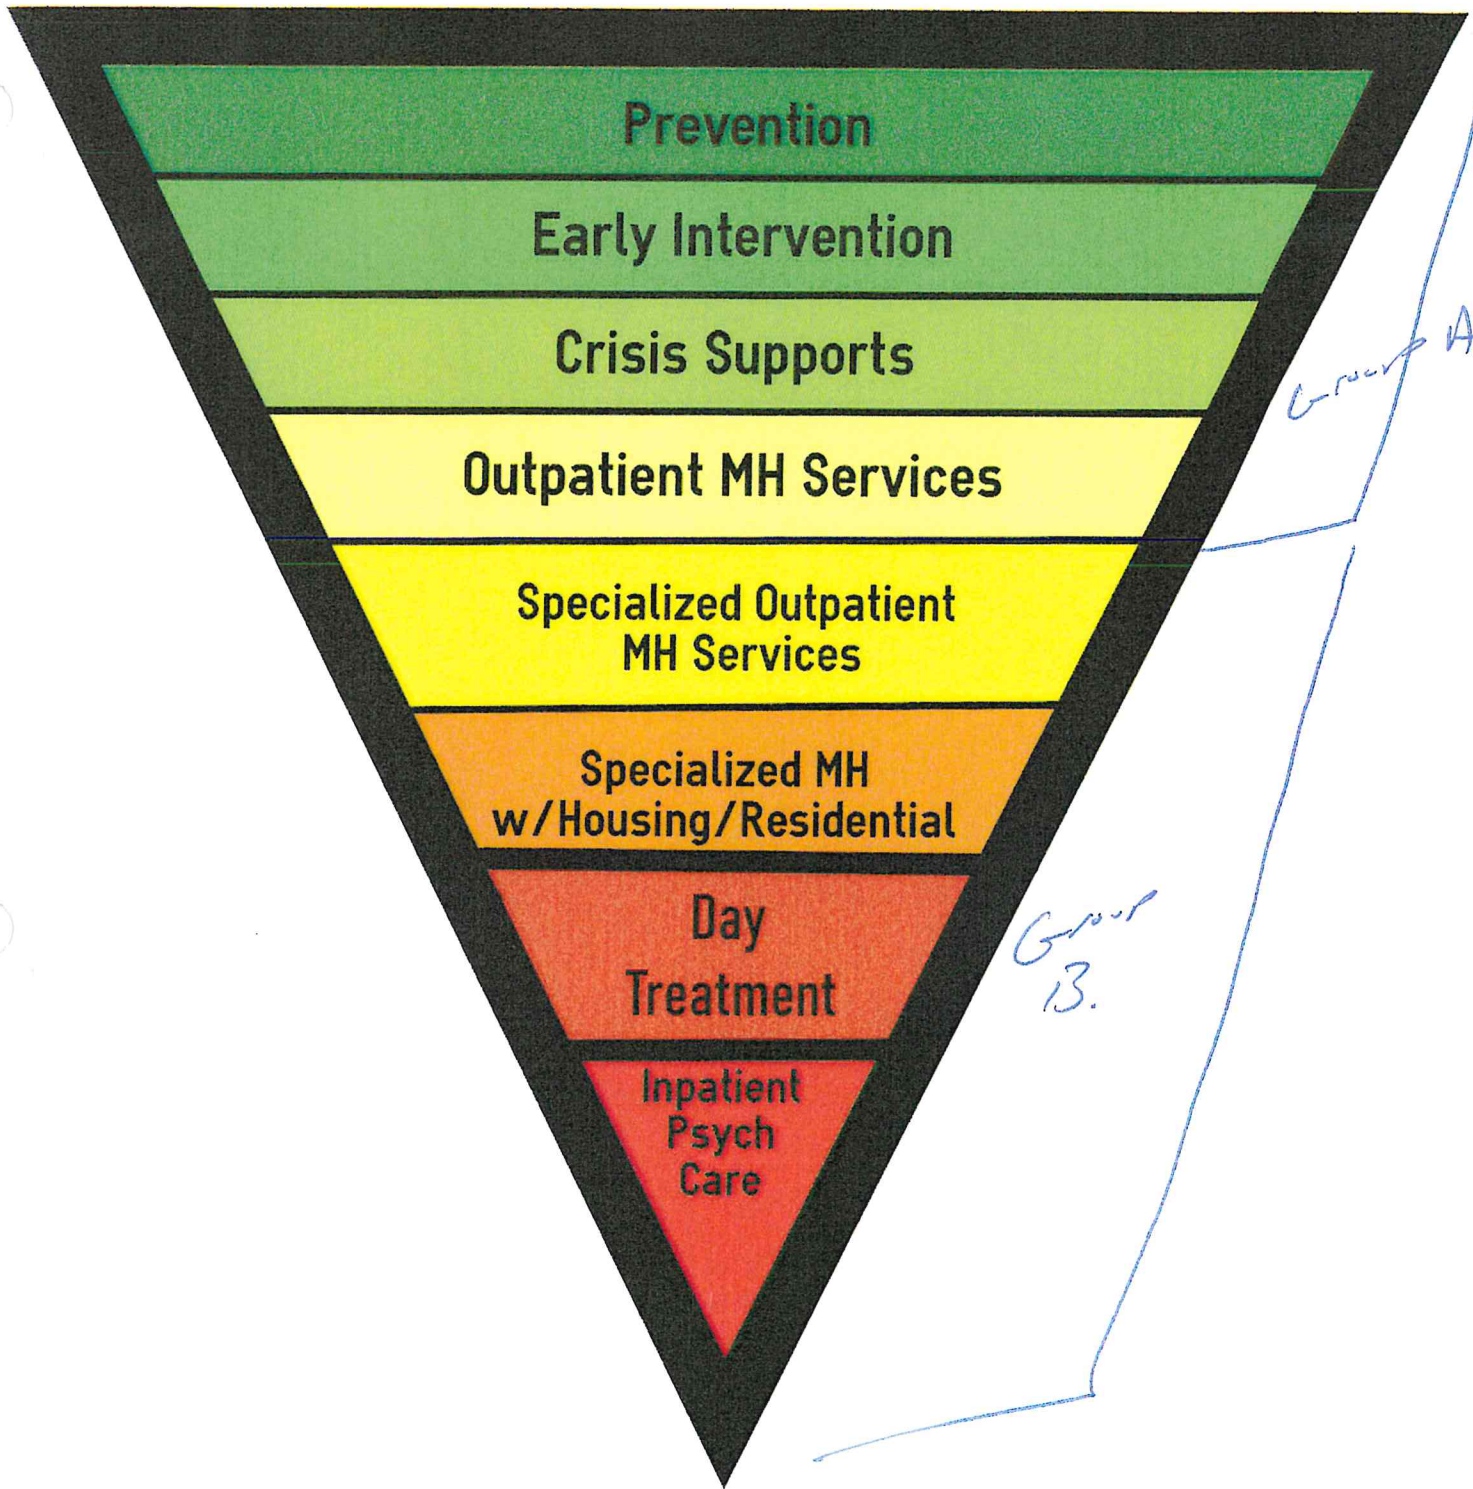 Prevention
Early Intervention
Crisis Supports
Group A
Outpatient MH Services
Specialized Outpatient
MH Services
Specialized MH
w/Housing/Residential
Day
Treatment
Group
B.
Inpatient
Psych
Care